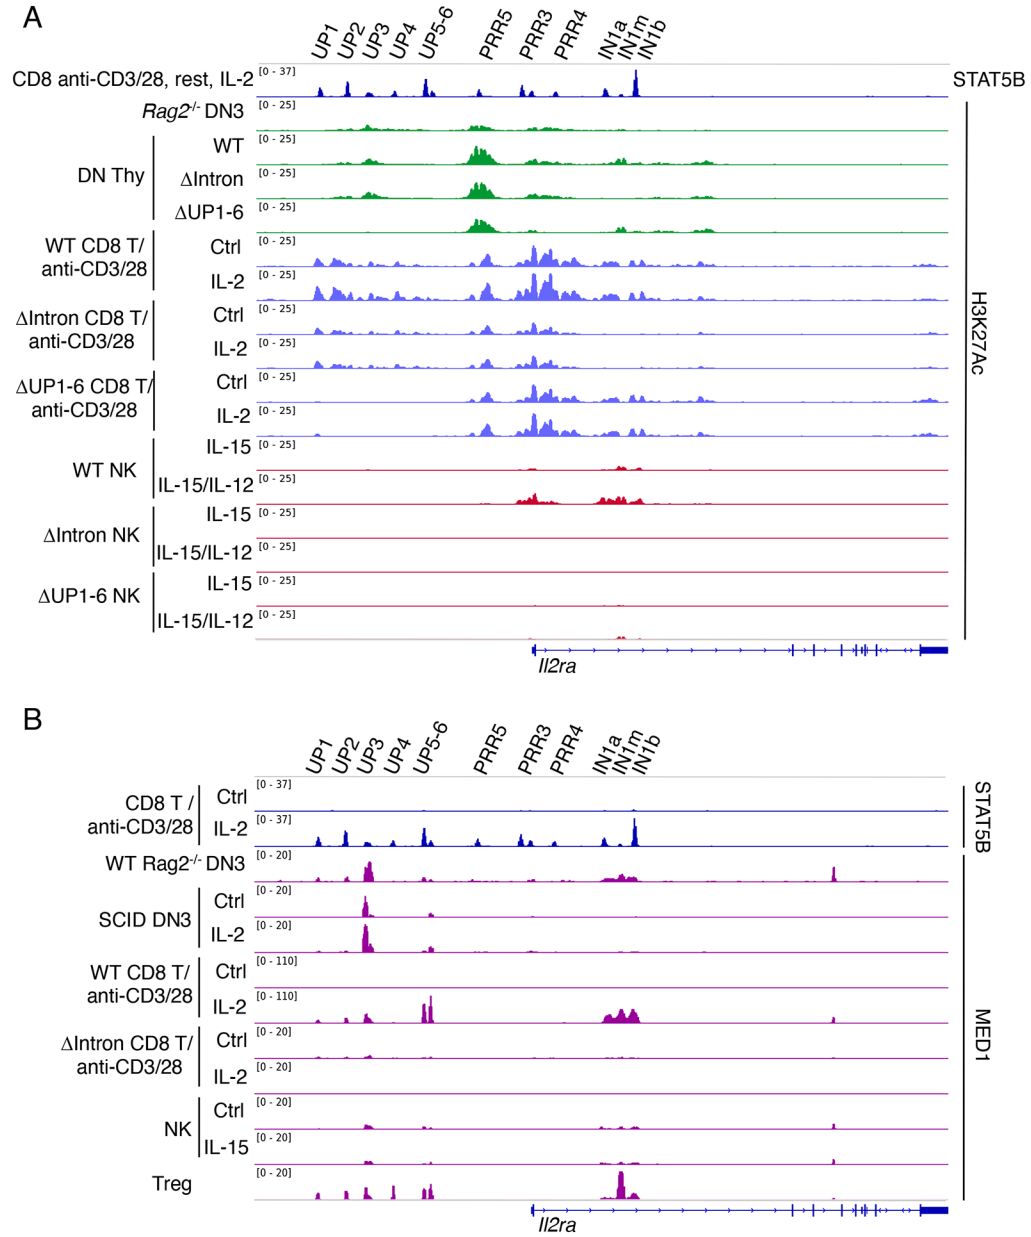 A
UP1 UP2 UP3 UP4 UP5-6 PRR5 PRR3 PRR4 IN1a IN1m IN1b
CD8 anti-CD3/28, rest, IL-2 [0 - 37] STAT5B
Rag2-/- DN3 [0 - 25]
DN Thy
WT [0 - 25]
ΔIntron [0 - 25]
ΔUP1-6 [0 - 25]
WT CD8 T/
anti-CD3/28
Ctrl [0 - 25]
IL-2 [0 - 25]
ΔIntron CD8 T/
anti-CD3/28
Ctrl [0 - 25]
IL-2 [0 - 25]
ΔUP1-6 CD8 T/
anti-CD3/28
Ctrl [0 - 25]
IL-2 [0 - 25]
WT NK
IL-15 [0 - 25]
IL-15/IL-12 [0 - 25]
ΔIntron NK
IL-15 [0 - 25]
IL-15/IL-12 [0 - 25]
ΔUP1-6 NK
IL-15 [0 - 25]
IL-15/IL-12 [0 - 25]
H3K27Ac
Il2ra
B
UP1 UP2 UP3 UP4 UP5-6 PRR5 PRR3 PRR4 IN1a IN1m IN1b
CD8 T /
anti-CD3/28
Ctrl [0 - 37]
IL-2 [0 - 37]
STAT5B
WT Rag2-/- DN3 [0 - 20]
SCID DN3
Ctrl [0 - 20]
IL-2 [0 - 20]
WT CD8 T/
anti-CD3/28
Ctrl [0 - 110]
IL-2 [0 - 110]
ΔIntron CD8 T/
anti-CD3/28
Ctrl [0 - 20]
IL-2 [0 - 20]
NK
Ctrl [0 - 20]
IL-15 [0 - 20]
Treg [0 - 20]
MED1
Il2ra